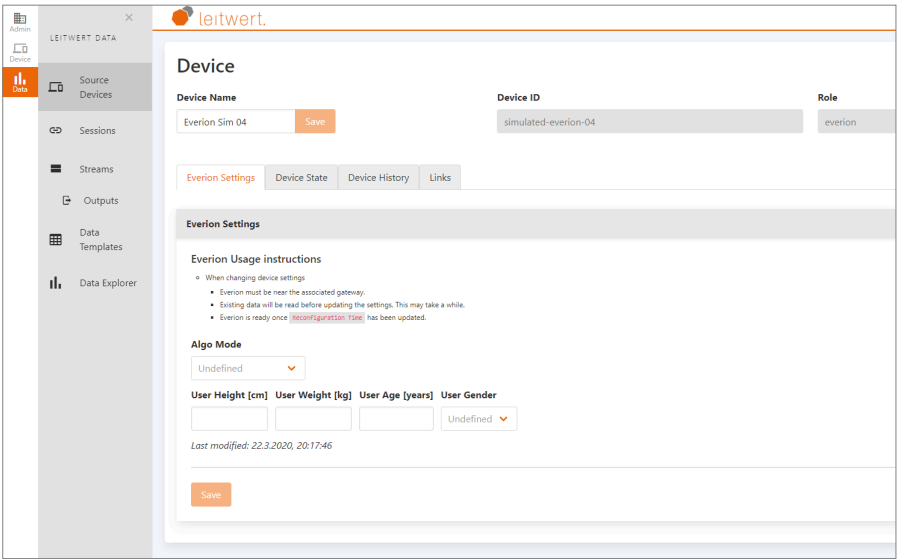 Admin
Device
Data
×
LEITWERT DATA
Source
Devices
Sessions
Streams
Outputs
Data
Templates
Data Explorer
leitwert.
Device
Device Name
Device ID
Role
Everion Sim 04
Save
simulated-everion-04
everion
Everion Settings
Device State
Device History
Links
Everion Settings
Everion Usage instructions
When changing device settings
Everion must be near the associated gateway.
Existing data will be read before updating the settings. This may take a while.
Everion is ready once Reconfiguration Time has been updated.
Algo Mode
Undefined
User Height [cm] User Weight [kg] User Age [years] User Gender
Undefined
Last modified: 22.3.2020, 20:17:46
Save